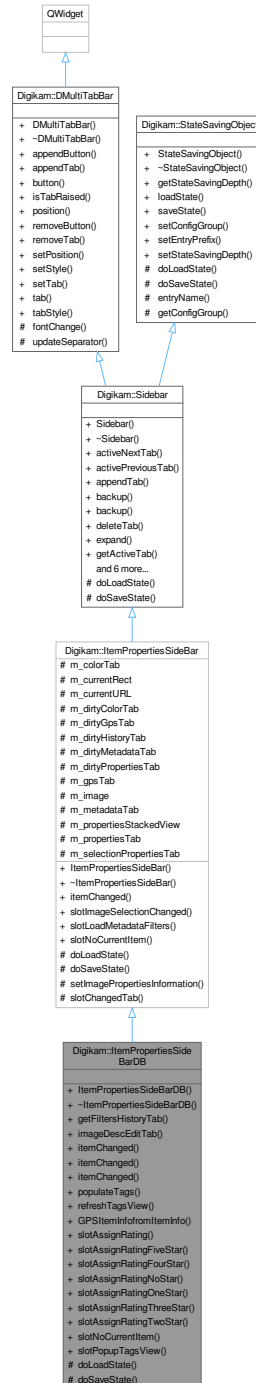 QWidget
Digikam::DMultiTabBar
+ DMultiTabBar()
+ ~DMultiTabBar()
+ appendButton()
+ appendTab()
+ button()
+ isTabRaised()
+ position()
+ removeButton()
+ removeTab()
+ setPosition()
+ setStyle()
+ setTab()
+ tab()
+ tabStyle()
# fontChange()
# updateSeparator()
Digikam::StateSavingObject
+ StateSavingObject()
+ ~StateSavingObject()
+ getStateSavingDepth()
+ loadState()
+ saveState()
+ setConfigGroup()
+ setEntryPrefix()
+ setStateSavingDepth()
# doLoadState()
# doSaveState()
# entryName()
# getConfigGroup()
Digikam::Sidebar
+ Sidebar()
+ ~Sidebar()
+ activeNextTab()
+ activePreviousTab()
+ appendTab()
+ backup()
+ backup()
+ deleteTab()
+ expand()
+ getActiveTab()
and 6 more...
# doLoadState()
# doSaveState()
Digikam::ItemPropertiesSideBar
# m_colorTab
# m_currentRect
# m_currentURL
# m_dirtyColorTab
# m_dirtyGpsTab
# m_dirtyHistoryTab
# m_dirtyMetadataTab
# m_dirtyPropertiesTab
# m_gpsTab
# m_image
# m_metadataTab
# m_propertiesStackedView
# m_propertiesTab
# m_selectionPropertiesTab
+ ItemPropertiesSideBar()
+ ~ItemPropertiesSideBar()
+ itemChanged()
+ slotImageSelectionChanged()
+ slotLoadMetadataFilters()
+ slotNoCurrentItem()
# doLoadState()
# doSaveState()
# setImagePropertiesInformation()
# slotChangedTab()
Digikam::ItemPropertiesSide
BarDB
+ ItemPropertiesSideBarDB()
+ ~ItemPropertiesSideBarDB()
+ getFiltersHistoryTab()
+ imageDescEditTab()
+ itemChanged()
+ itemChanged()
+ itemChanged()
+ populateTags()
+ refreshTagsView()
+ GPSItemInfofromItemInfo()
+ slotAssignRating()
+ slotAssignRatingFiveStar()
+ slotAssignRatingFourStar()
+ slotAssignRatingNoStar()
+ slotAssignRatingOneStar()
+ slotAssignRatingThreeStar()
+ slotAssignRatingTwoStar()
+ slotNoCurrentItem()
+ slotPopupTagsView()
# doLoadState()
# doSaveState()